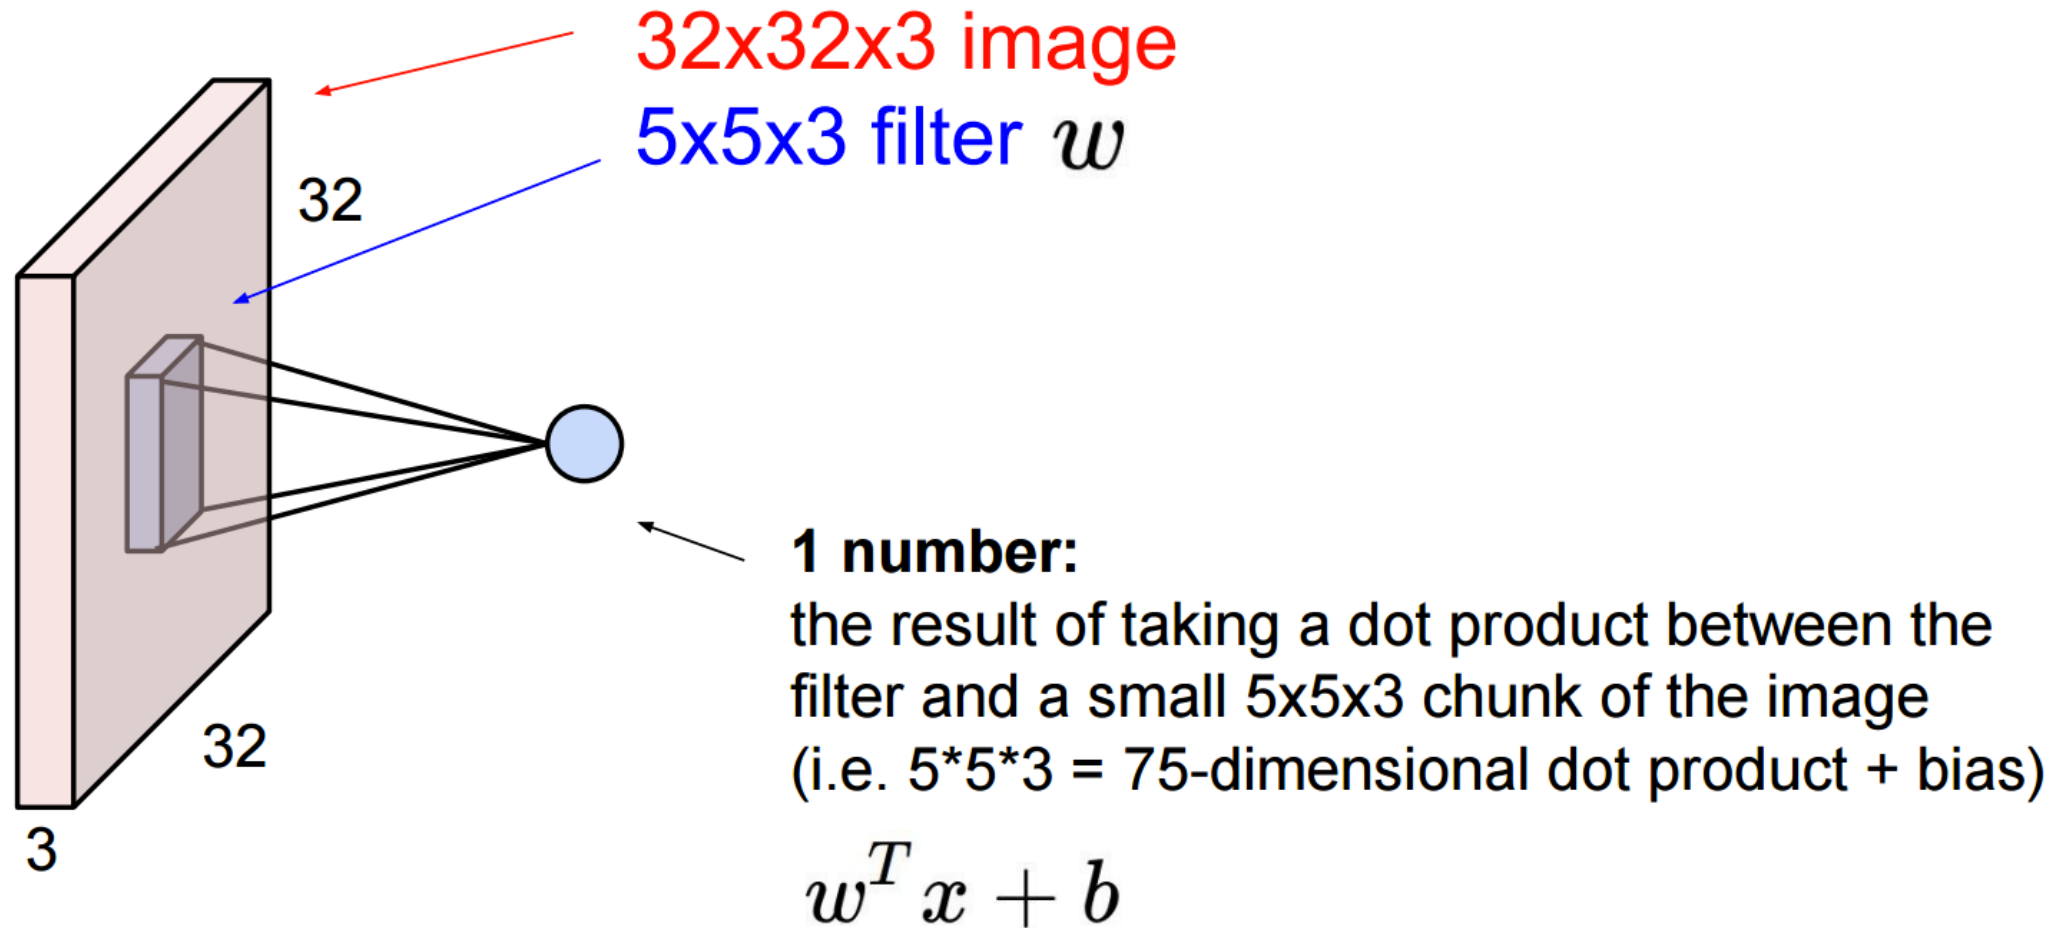 32x32x3 image
5x5x3 filter w
32
32
3
1 number:
the result of taking a dot product between the
filter and a small 5x5x3 chunk of the image
(i.e. 5*5*3 = 75-dimensional dot product + bias)
w^T x + b